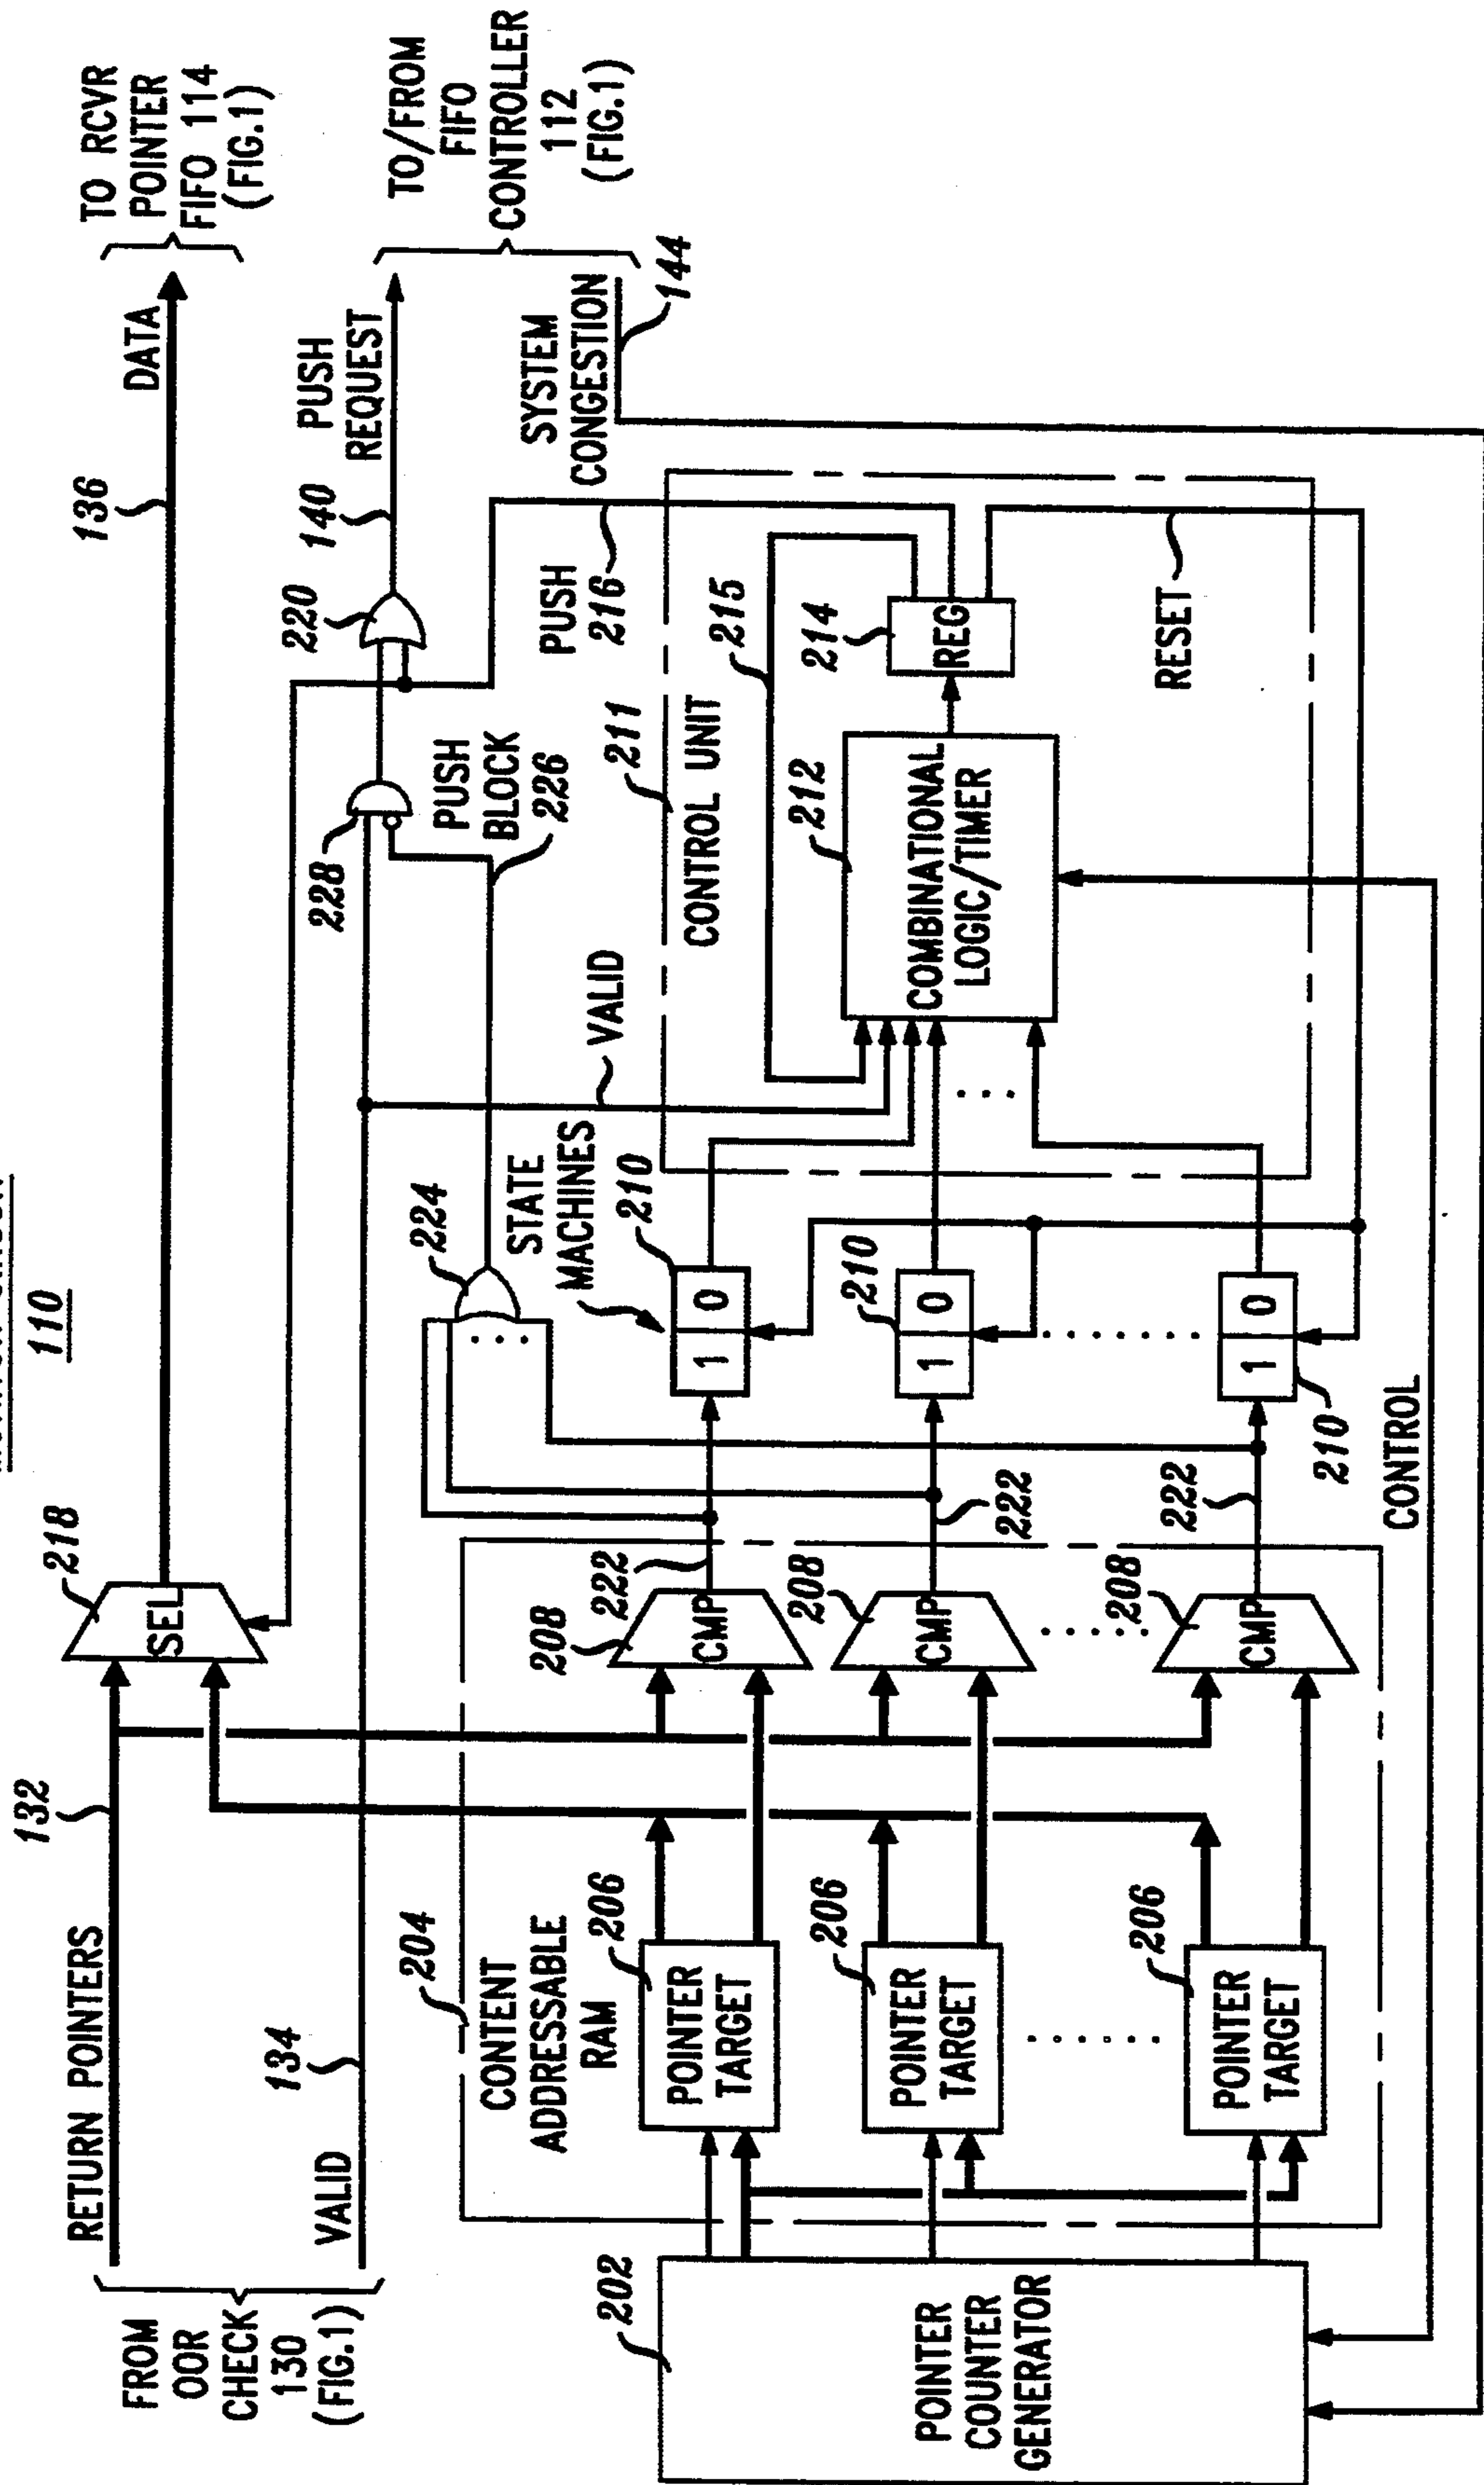 110
FROM
OOR
CHECK
130
(FIG.1)
RETURN POINTERS
132
VALID
134
218
SEL
136
DATA
TO RCVR
POINTER
FIFO 114
(FIG.1)
228
220
140
PUSH
REQUEST
TO/FROM
FIFO
CONTROLLER
112
(FIG.1)
SYSTEM
CONGESTION
144
PUSH
BLOCK
226
224
VALID
PUSH
216
204
CONTENT
ADDRESSABLE
RAM
206
POINTER
TARGET
206
POINTER
TARGET
206
POINTER
TARGET
202
POINTER
COUNTER
GENERATOR
208
CMP
222
208
CMP
222
208
CMP
222
STATE
MACHINES
210
1 0
210
1 0
210
1 0
211
CONTROL UNIT
215
212
COMBINATIONAL
LOGIC/TIMER
214
REG
RESET
CONTROL